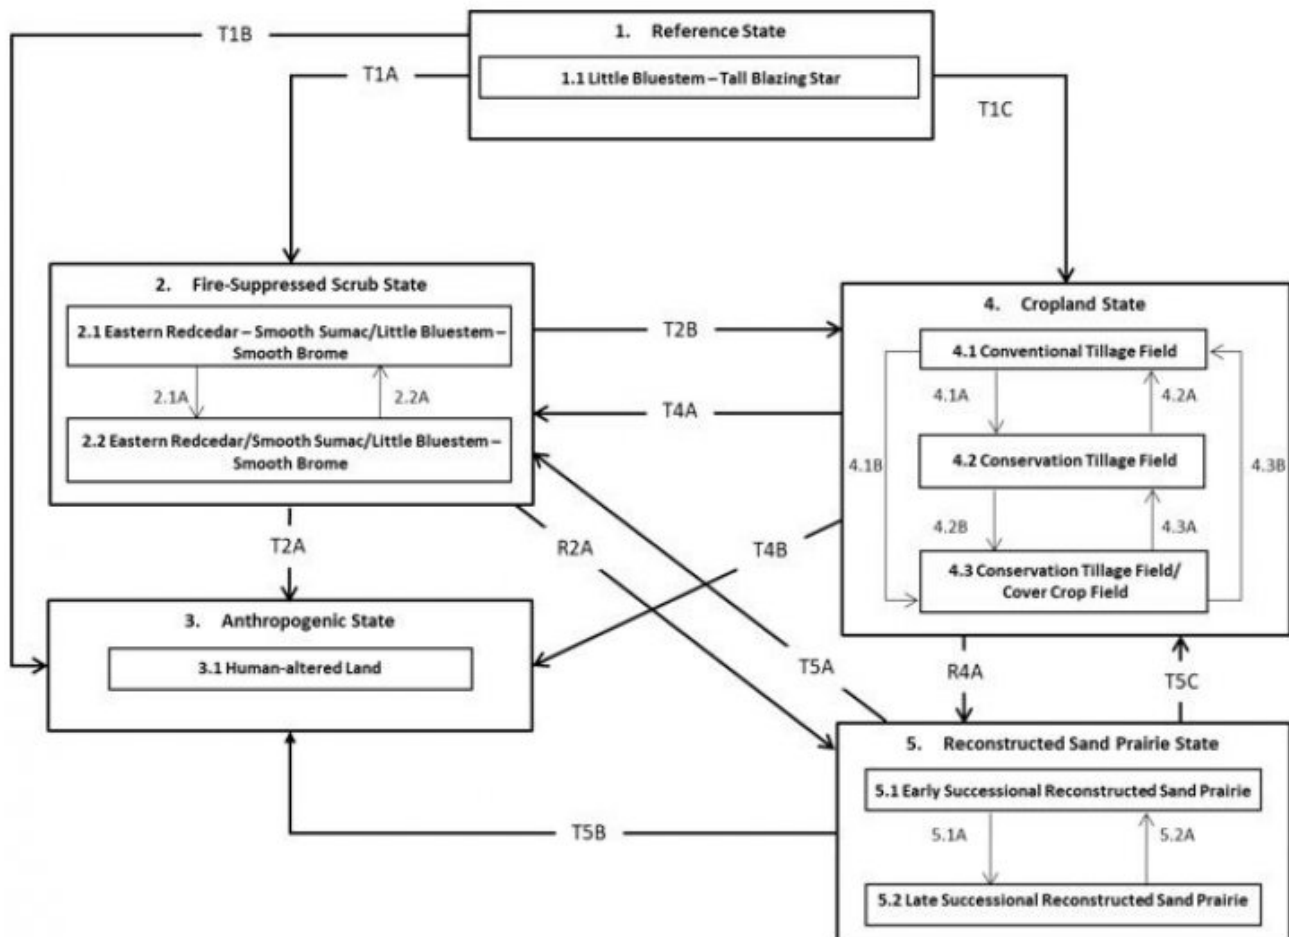 T1B
1. Reference State
T1A
1.1 Little Bluestem – Tall Blazing Star
T1C
2. Fire-Suppressed Scrub State
2.1 Eastern Redcedar – Smooth Sumac/Little Bluestem –
Smooth Brome
2.1A
2.2A
2.2 Eastern Redcedar/Smooth Sumac/Little Bluestem –
Smooth Brome
T2B
T4A
4. Cropland State
4.1 Conventional Tillage Field
4.1A
4.2A
4.1B
4.2 Conservation Tillage Field
4.3B
4.2B
4.3A
4.3 Conservation Tillage Field/
Cover Crop Field
T2A
R2A
T4B
3. Anthropogenic State
3.1 Human-altered Land
T5A
R4A
T5C
5. Reconstructed Sand Prairie State
5.1 Early Successional Reconstructed Sand Prairie
T5B
5.1A
5.2A
5.2 Late Successional Reconstructed Sand Prairie